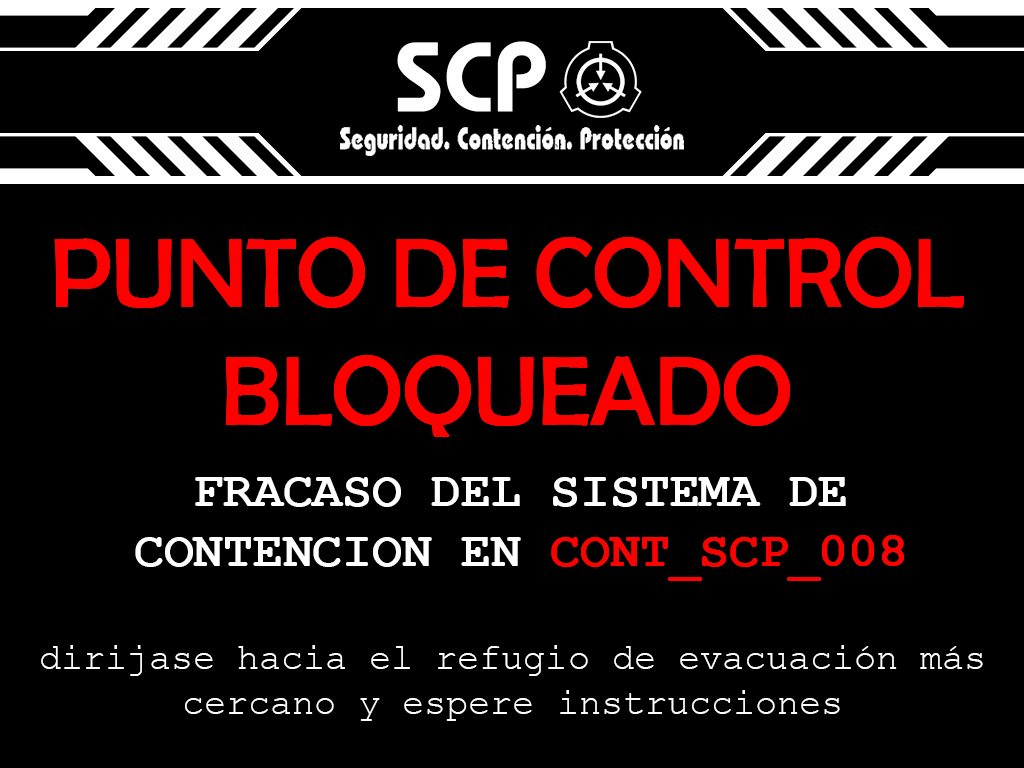 SCP
Seguridad. Contención. Protección
PUNTO DE CONTROL
BLOQUEADO
FRACASO DEL SISTEMA DE
CONTENCION EN CONT_SCP_008
dirijase hacia el refugio de evacuación más
cercano y espere instrucciones